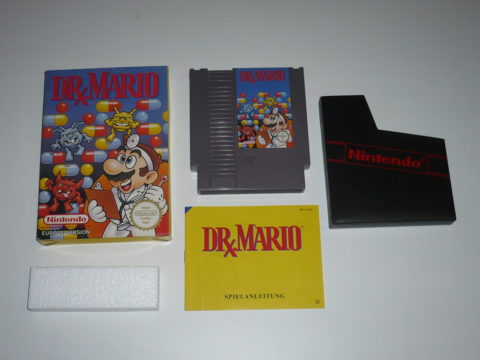 DR. MARIO
Nintendo
EUROPEAN VERSION
DR. MARIO
Nintendo®
DR. MARIO
SPIELANLEITUNG